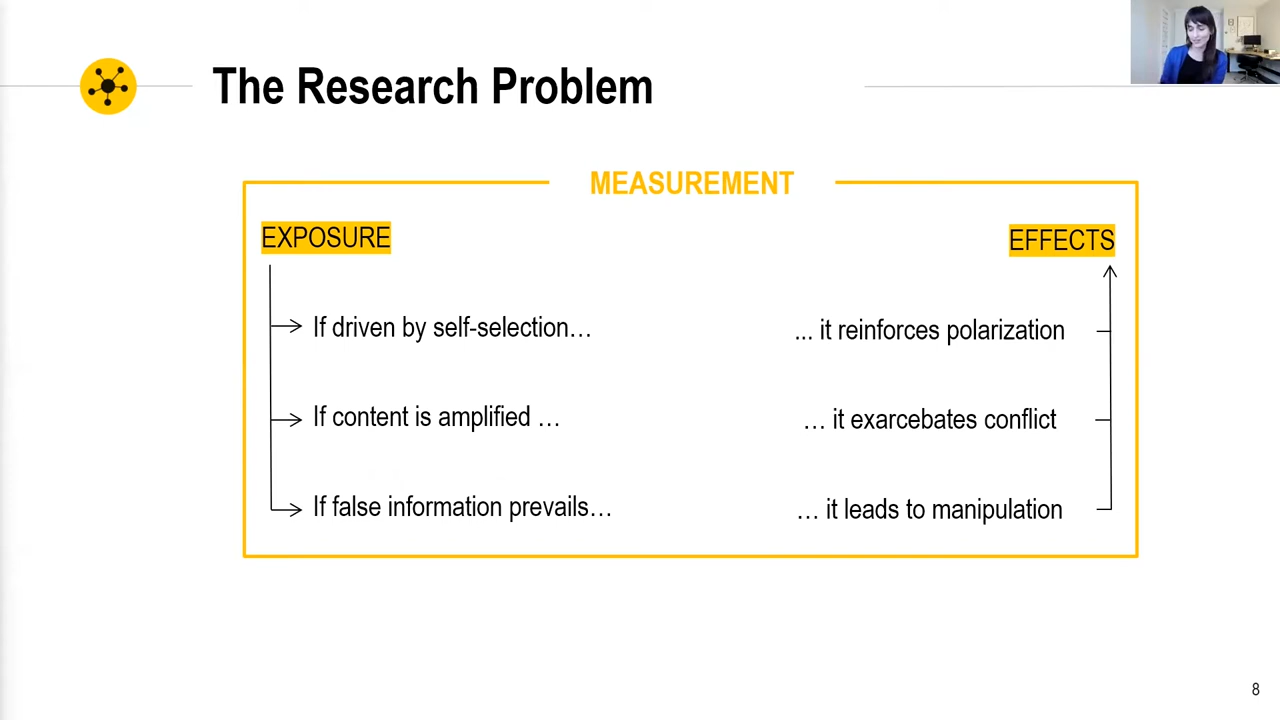 The Research Problem
MEASUREMENT
EXPOSURE
EFFECTS
If driven by self-selection…
... it reinforces polarization
If content is amplified …
… it exarcebates conflict
If false information prevails…
… it leads to manipulation
8